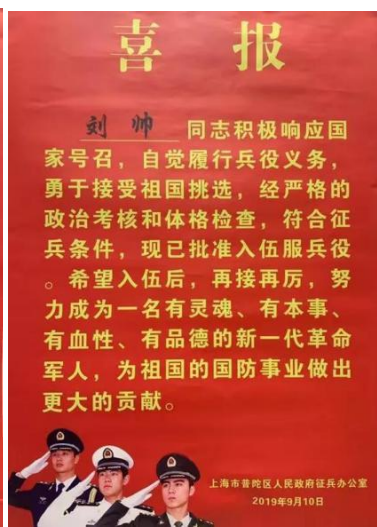 喜报
刘帅 同志积极响应国
家号召，自觉履行兵役义务，
勇于接受祖国挑选，经严格的
政治考核和体格检查，符合征
兵条件，现已批准入伍服兵役
。希望入伍后，再接再厉，努
力成为一名有灵魂、有本事、
有血性、有品德的新一代革命
军人，为祖国的国防事业做出
更大的贡献。
上海市普陀区人民政府征兵办公室
2019年9月10日